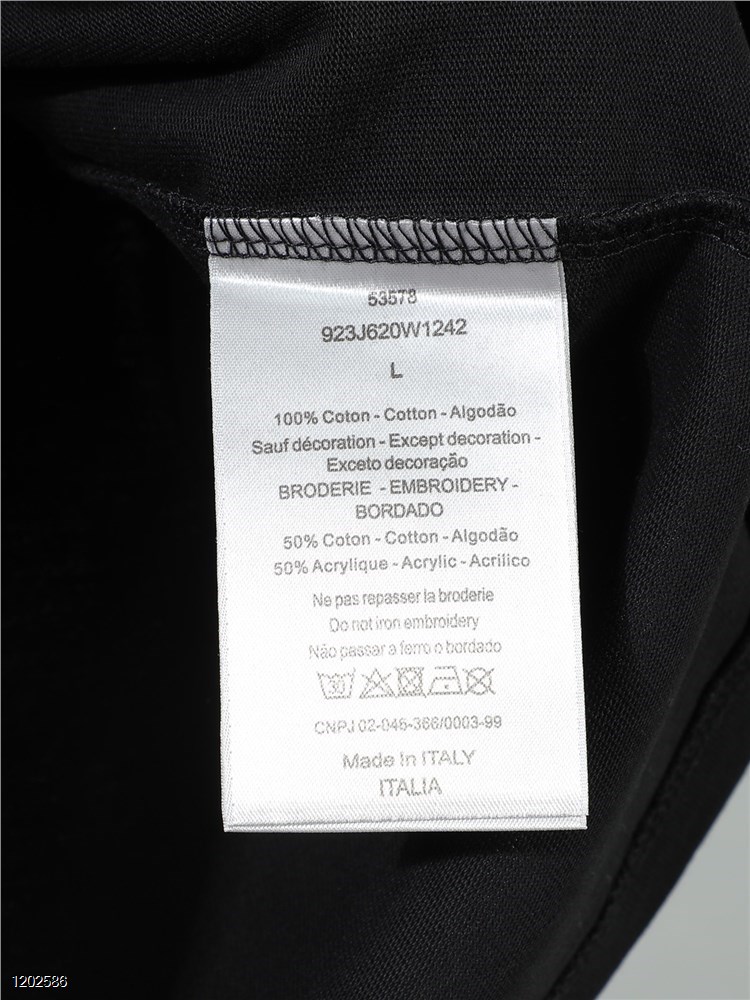 53578
923J620W1242
L
100% Coton - Cotton - Algodão
Sauf décoration - Except decoration -
Exceto decoração
BRODERIE - EMBROIDERY -
BORDADO
50% Coton - Cotton - Algodão
50% Acrylique - Acrylic - Acrilico
Ne pas repasser la broderie
Do not iron embroidery
Não passar a ferro o bordado
30
CNPJ 02-046-366/0003-99
Made in ITALY
ITALIA
1202586